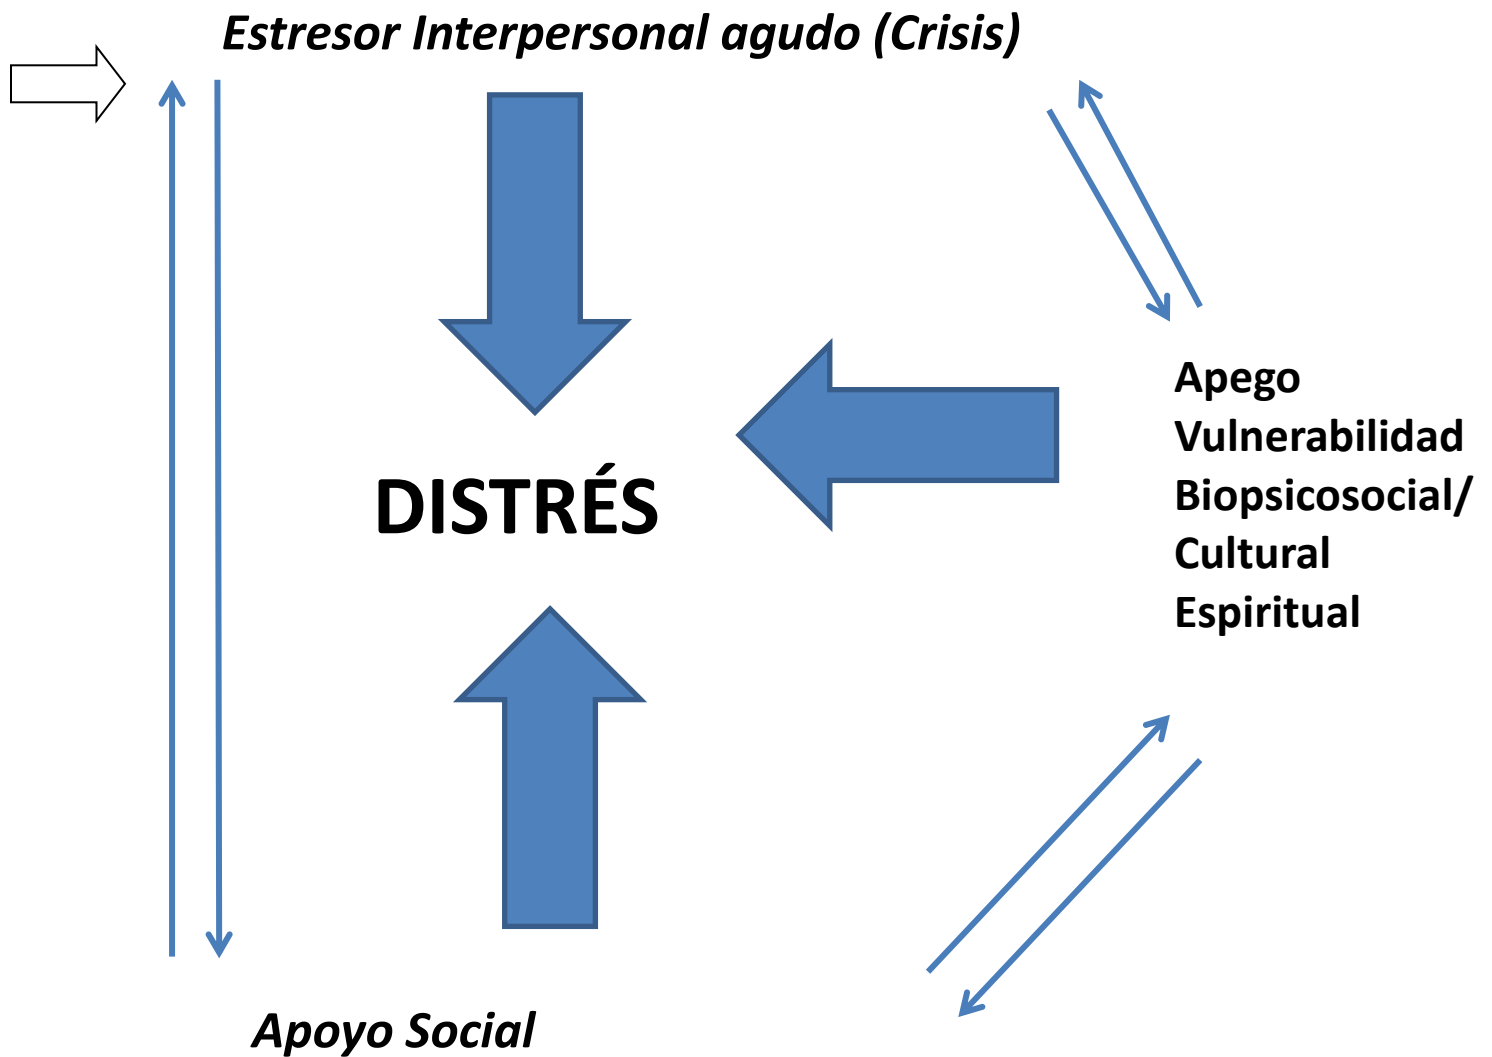 Estresor Interpersonal agudo (Crisis)
Apego
Vulnerabilidad
Biopsicosocial/
Cultural
Espiritual
DISTRÉS
Apoyo Social